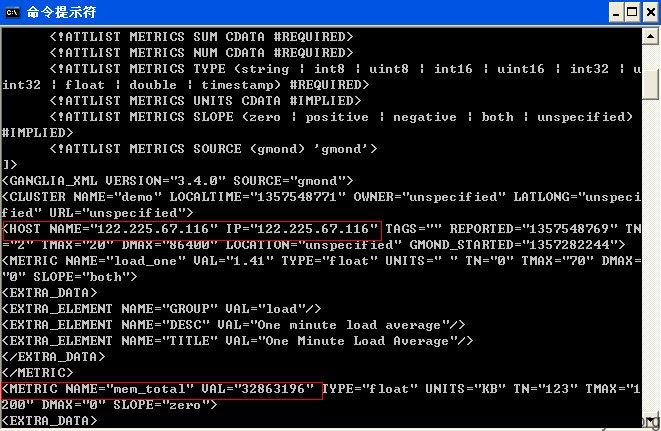 命令提示符
<!ATTLIST METRICS SUM CDATA #REQUIRED>
<!ATTLIST METRICS NUM CDATA #REQUIRED>
<!ATTLIST METRICS TYPE (string | int8 | uint8 | int16 | uint16 | int32 | u
int32 | float | double | timestamp) #REQUIRED>
<!ATTLIST METRICS UNITS CDATA #IMPLIED>
<!ATTLIST METRICS SLOPE (zero | positive | negative | both | unspecified)
#IMPLIED>
<!ATTLIST METRICS SOURCE (gmond) 'gmond'>
]>
<GANGLIA_XML VERSION="3.4.0" SOURCE="gmond">
<CLUSTER NAME="demo" LOCALTIME="1357548771" OWNER="unspecified" LATLONG="unspeci
fied" URL="unspecified">
<HOST NAME="122.225.67.116" IP="122.225.67.116" TAGS="" REPORTED="1357548769" TN
="2" TMAX="20" DMAX="86400" LOCATION="unspecified" GMOND_STARTED="1357282244">
<METRIC NAME="load_one" VAL="1.41" TYPE="float" UNITS=" " TN="0" TMAX="70" DMAX=
"0" SLOPE="both">
<EXTRA_DATA>
<EXTRA_ELEMENT NAME="GROUP" VAL="load"/>
<EXTRA_ELEMENT NAME="DESC" VAL="One minute load average"/>
<EXTRA_ELEMENT NAME="TITLE" VAL="One Minute Load Average"/>
</EXTRA_DATA>
</METRIC>
<METRIC NAME="mem_total" VAL="32863196" TYPE="float" UNITS="KB" TN="123" TMAX="1
200" DMAX="0" SLOPE="zero">
<EXTRA_DATA>